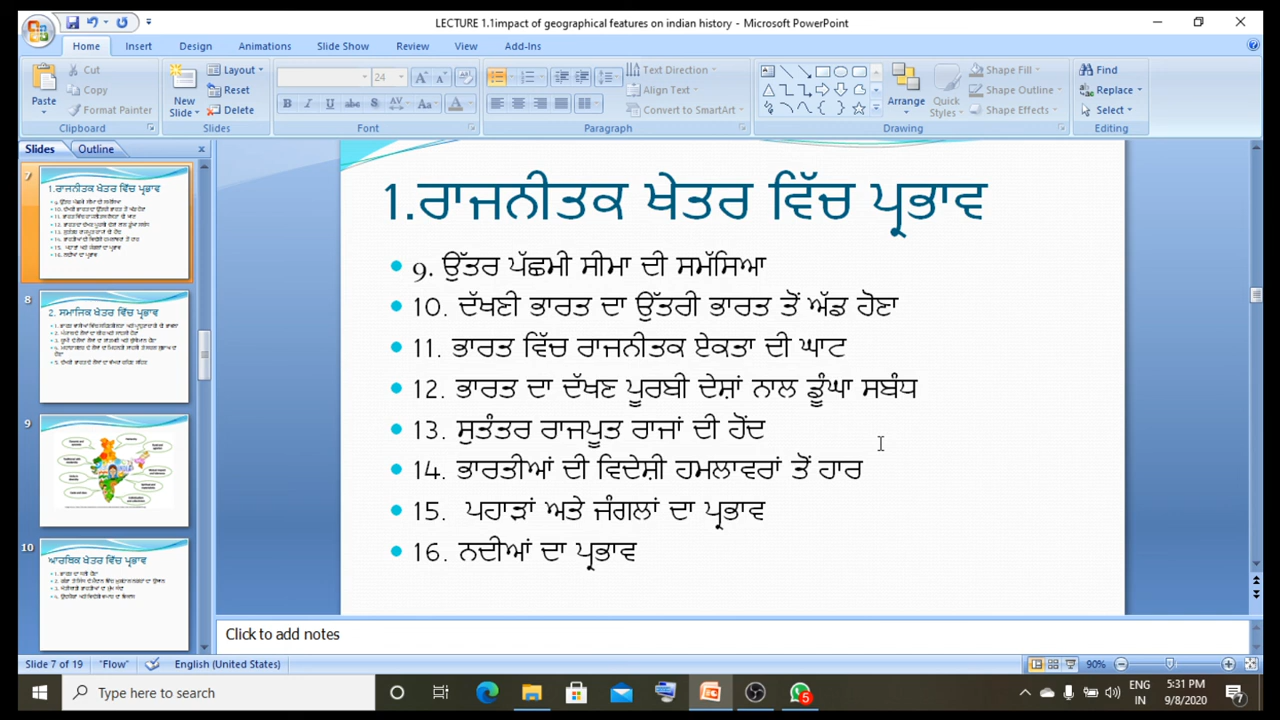 LECTURE 1.1impact of geographical features on indian history - Microsoft PowerPoint
Home Insert Design Animations Slide Show Review View Add-Ins
Cut
Copy
Format Painter
Paste
Clipboard
New Slide
Layout
Reset
Delete
Slides
24
Font
Text Direction
Align Text
Convert to SmartArt
Paragraph
Arrange
Quick Styles
Shape Fill
Shape Outline
Shape Effects
Drawing
Find
Replace
Select
Editing
Slides Outline
7
1.ਰਾਜਨੀਤਕ ਖੇਤਰ ਵਿੱਚ ਪ੍ਰਭਾਵ
8
2. ਸਮਾਜਿਕ ਖੇਤਰ ਵਿੱਚ ਪ੍ਰਭਾਵ
9
10
ਆਰਥਿਕ ਖੇਤਰ ਵਿੱਚ ਪ੍ਰਭਾਵ
1.ਰਾਜਨੀਤਕ ਖੇਤਰ ਵਿੱਚ ਪ੍ਰਭਾਵ
9. ਉੱਤਰ ਪੱਛਮੀ ਸੀਮਾ ਦੀ ਸਮੱਸਿਆ
10. ਦੱਖਣੀ ਭਾਰਤ ਦਾ ਉੱਤਰੀ ਭਾਰਤ ਤੋਂ ਅੱਡ ਹੋਣਾ
11. ਭਾਰਤ ਵਿੱਚ ਰਾਜਨੀਤਕ ਏਕਤਾ ਦੀ ਘਾਟ
12. ਭਾਰਤ ਦਾ ਦੱਖਣ ਪੂਰਬੀ ਦੇਸ਼ਾਂ ਨਾਲ ਡੂੰਘਾ ਸਬੰਧ
13. ਸੁਤੰਤਰ ਰਾਜਪੂਤ ਰਾਜਾਂ ਦੀ ਹੋਂਦ
14. ਭਾਰਤੀਆਂ ਦੀ ਵਿਦੇਸ਼ੀ ਹਮਲਾਵਰਾਂ ਤੋਂ ਹਾਰ
15. ਪਹਾੜਾਂ ਅਤੇ ਜੰਗਲਾਂ ਦਾ ਪ੍ਰਭਾਵ
16. ਨਦੀਆਂ ਦਾ ਪ੍ਰਭਾਵ
Click to add notes
Slide 7 of 19 "Flow" English (United States) 90%
Type here to search
5
ENG
IN
5:31 PM
9/8/2020
7